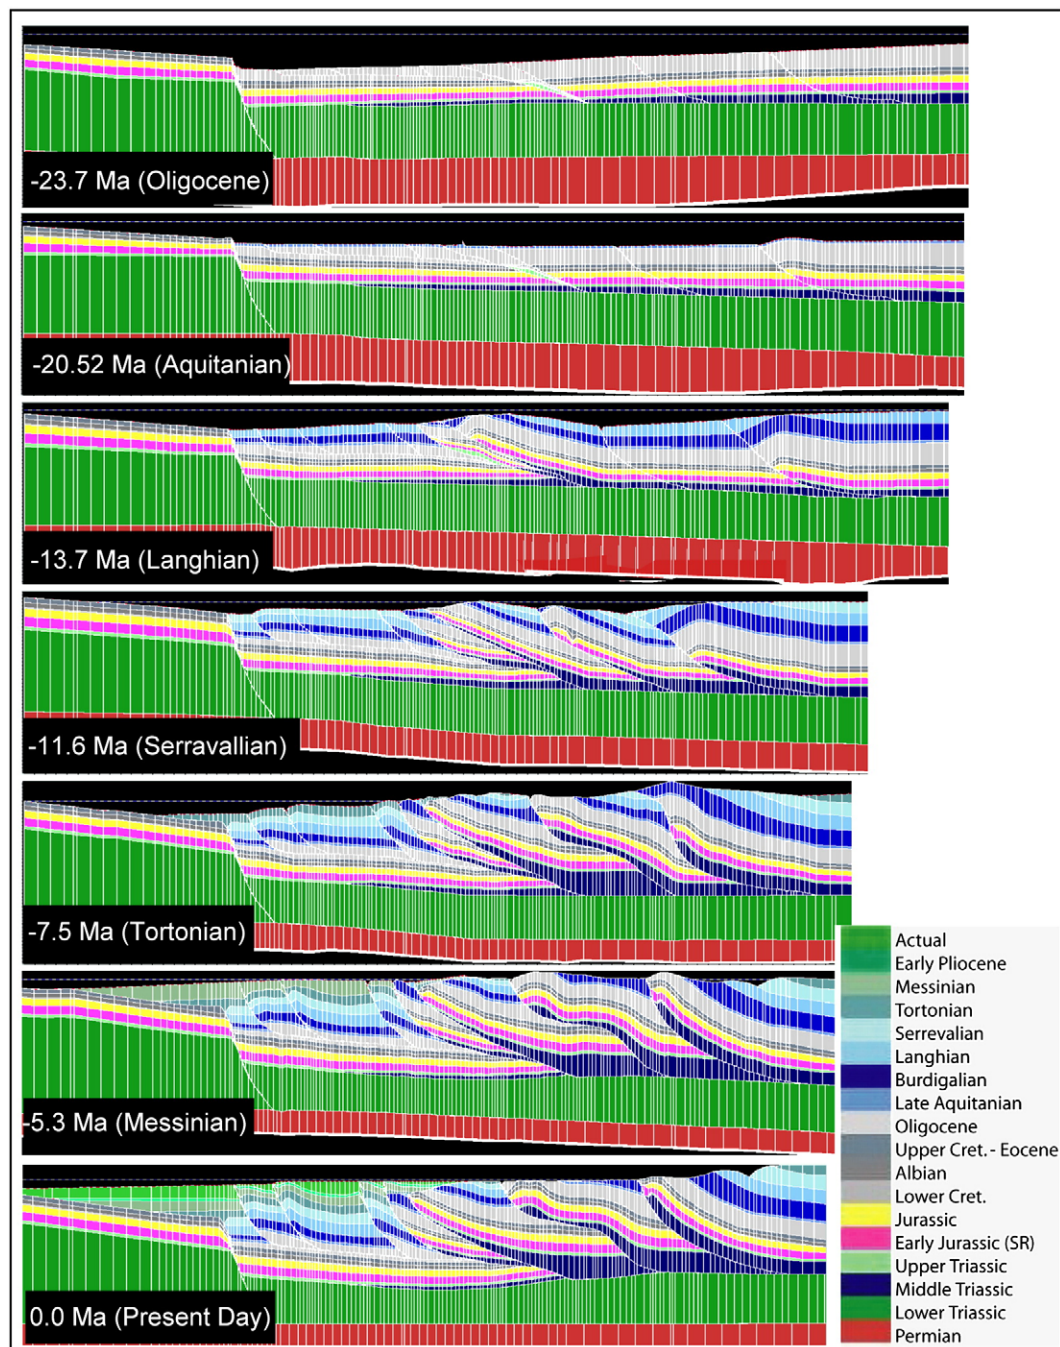 -23.7 Ma (Oligocene)
-20.52 Ma (Aquitanian)
-13.7 Ma (Langhian)
-11.6 Ma (Serravallian)
-7.5 Ma (Tortonian)
-5.3 Ma (Messinian)
0.0 Ma (Present Day)
Actual
Early Pliocene
Messinian
Tortonian
Serrevalian
Langhian
Burdigalian
Late Aquitanian
Oligocene
Upper Cret. - Eocene
Albian
Lower Cret.
Jurassic
Early Jurassic (SR)
Upper Triassic
Middle Triassic
Lower Triassic
Permian